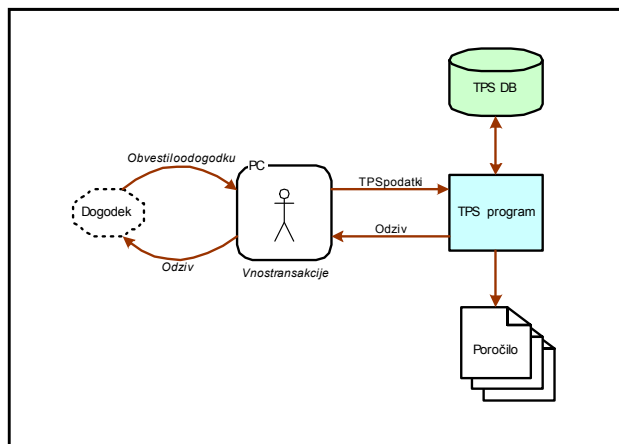 TPS DB
Obvestiloodogodku
PC
TPSpodatki
Dogodek
TPS program
Odziv
Odziv
Vnostransakcije
Poročilo